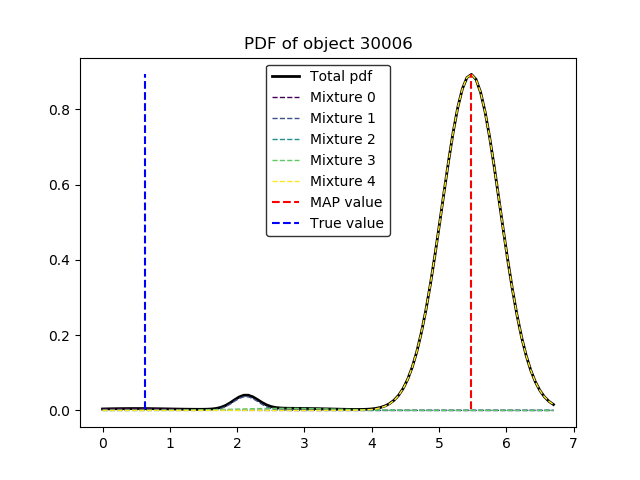 PDF of object 30006
Total pdf
Mixture 0
Mixture 1
Mixture 2
Mixture 3
Mixture 4
MAP value
True value
0.8
0.6
0.4
0.2
0.0
0 1 2 3 4 5 6 7